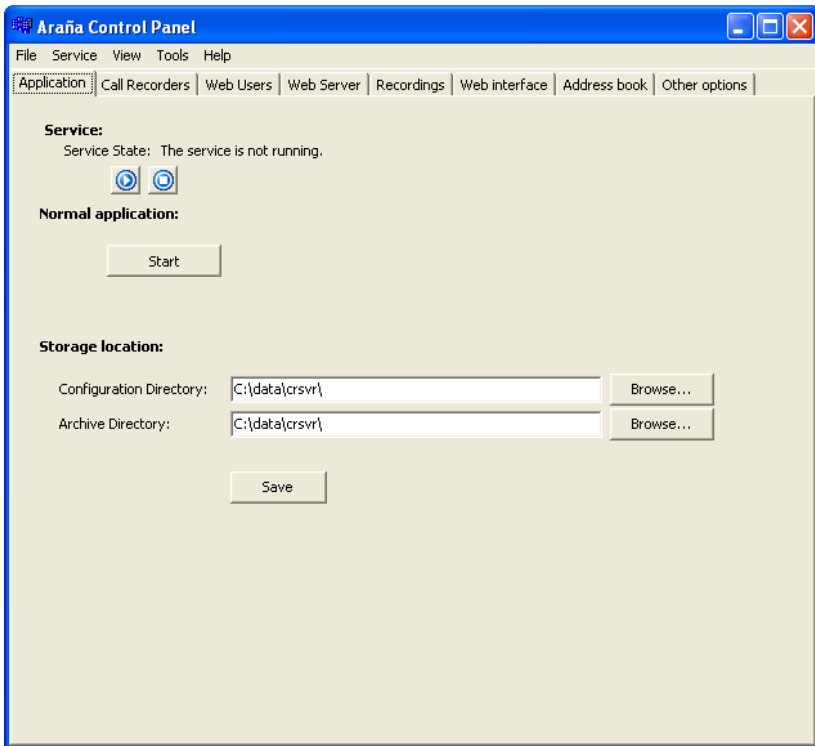 Araña Control Panel
File Service View Tools Help
Application Call Recorders Web Users Web Server Recordings Web interface Address book Other options
Service:
Service State: The service is not running.
Normal application:
Start
Storage location:
Configuration Directory: C:\data\crsvr\ Browse...
Archive Directory: C:\data\crsvr\ Browse...
Save